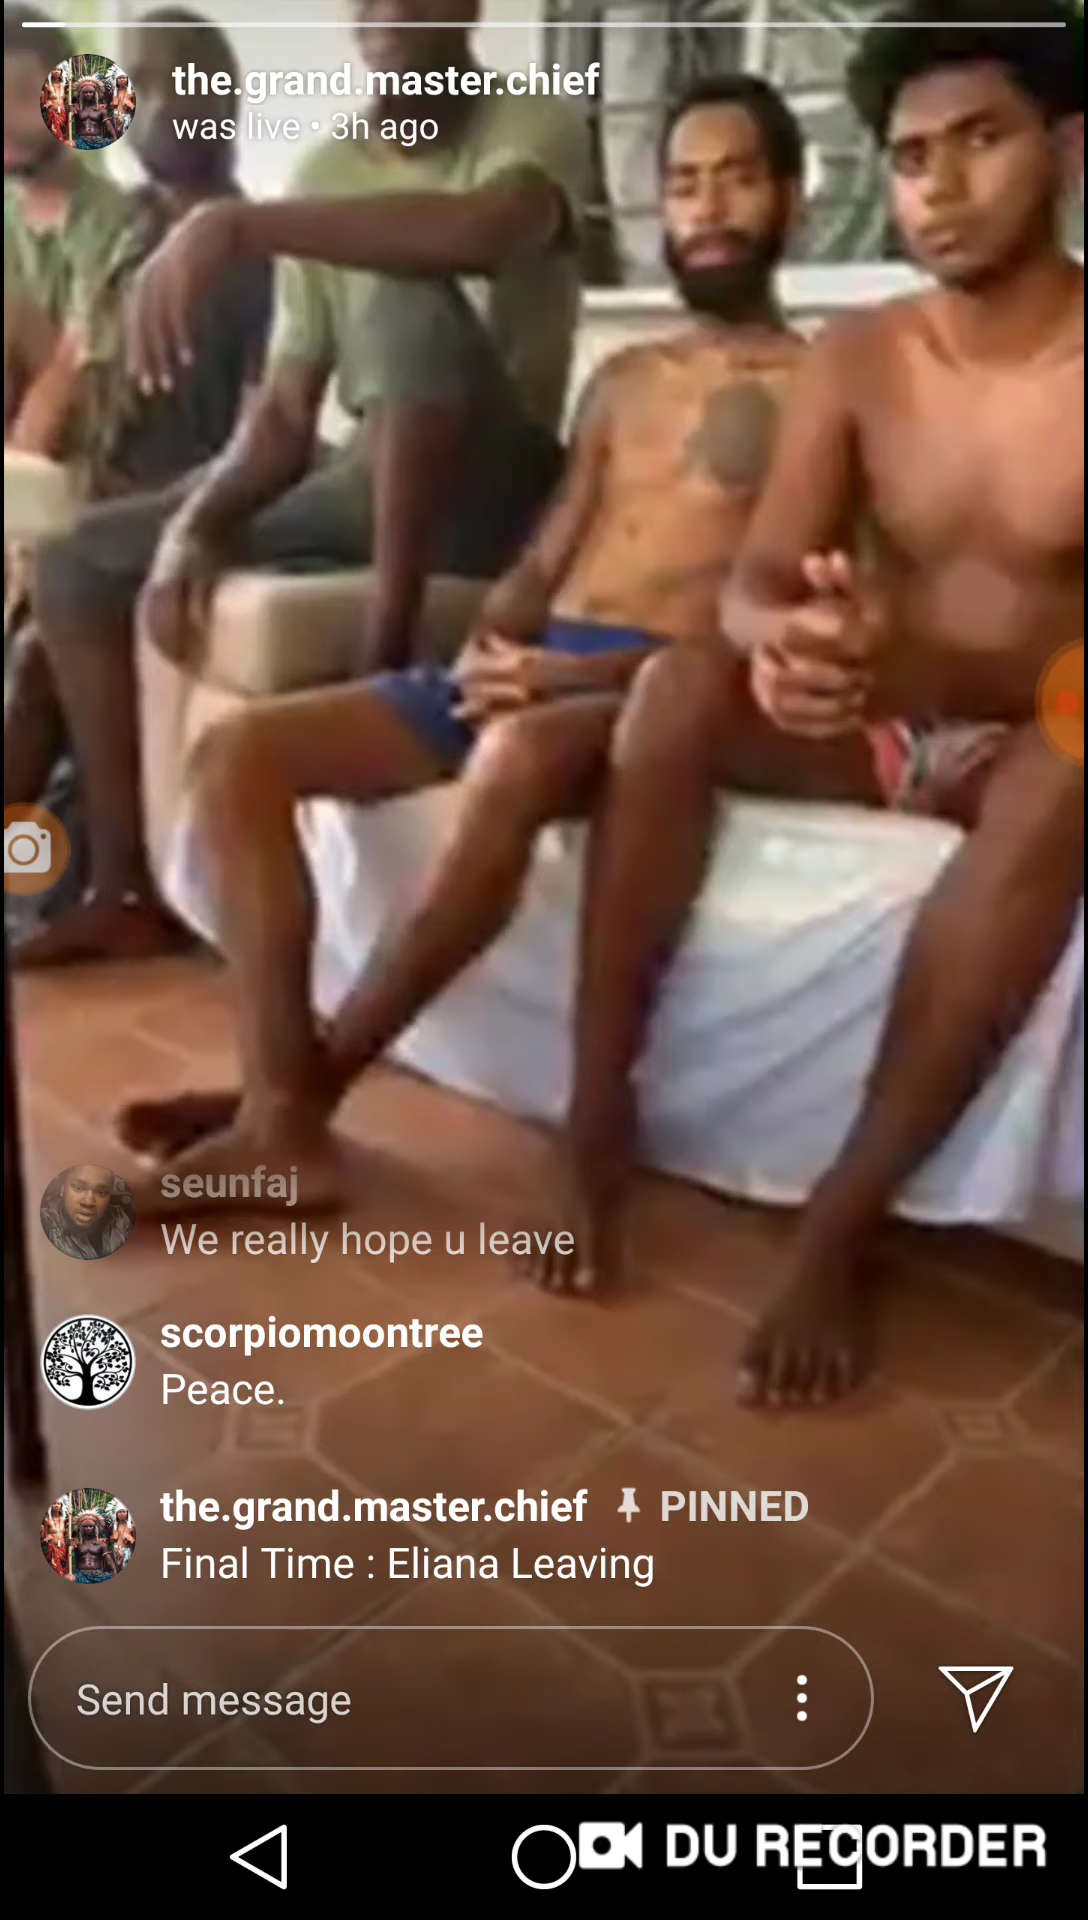 the.grand.master.chief
was live • 3h ago
seunfaj
We really hope u leave
scorpiomoontree
Peace.
the.grand.master.chief PINNED
Final Time : Eliana Leaving
Send message
DU RECORDER